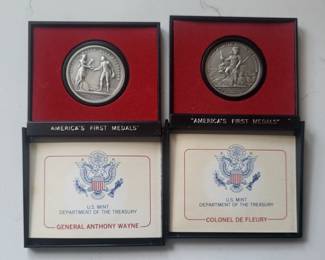 "AMERICA'S FIRST MEDALS"
U.S. MINT
DEPARTMENT OF THE TREASURY
GENERAL ANTHONY WAYNE
"AMERICA'S FIRST MEDALS"
U.S. MINT
DEPARTMENT OF THE TREASURY
COLONEL DE FLEURY